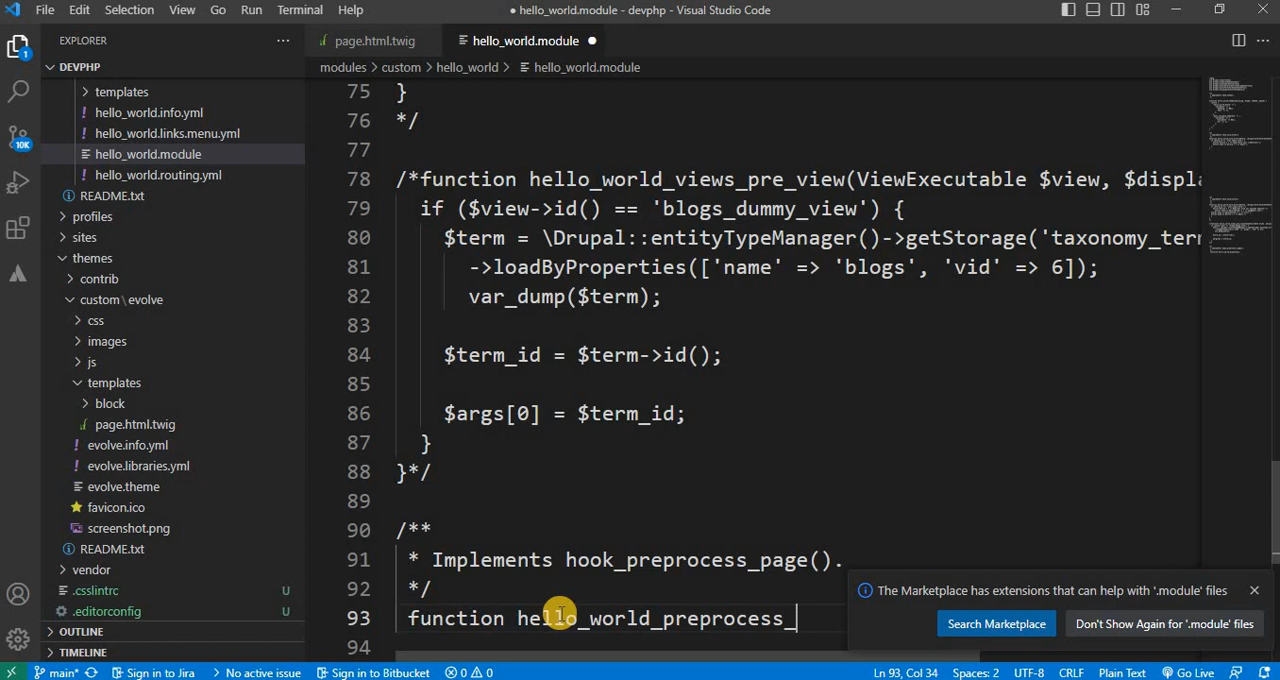 File Edit Selection View Go Run Terminal Help
● hello_world.module - devphp - Visual Studio Code
EXPLORER
DEVPHP
templates
! hello_world.info.yml
! hello_world.links.menu.yml
hello_world.module
! hello_world.routing.yml
README.txt
profiles
sites
themes
contrib
custom \ evolve
css
images
js
templates
block
page.html.twig
! evolve.info.yml
! evolve.libraries.yml
evolve.theme
favicon.ico
screenshot.png
README.txt
vendor
.csslintrc U
.editorconfig U
OUTLINE
TIMELINE
1
10K
page.html.twig
hello_world.module ●
modules > custom > hello_world > hello_world.module
75 }
76 */
77
78 /*function hello_world_views_pre_view(ViewExecutable $view, $displa
79 if ($view->id() == 'blogs_dummy_view') {
80 $term = \Drupal::entityTypeManager()->getStorage('taxonomy_ter
81 ->loadByProperties(['name' => 'blogs', 'vid' => 6]);
82 var_dump($term);
83
84 $term_id = $term->id();
85
86 $args[0] = $term_id;
87 }
88 }*/
89
90 /**
91 * Implements hook_preprocess_page().
92 */
93 function hello_world_preprocess_
94
The Marketplace has extensions that can help with '.module' files
Search Marketplace
Don't Show Again for '.module' files
main* Sign in to Jira No active issue Sign in to Bitbucket 0 0
Ln 93, Col 34 Spaces: 2 UTF-8 CRLF Plain Text Go Live